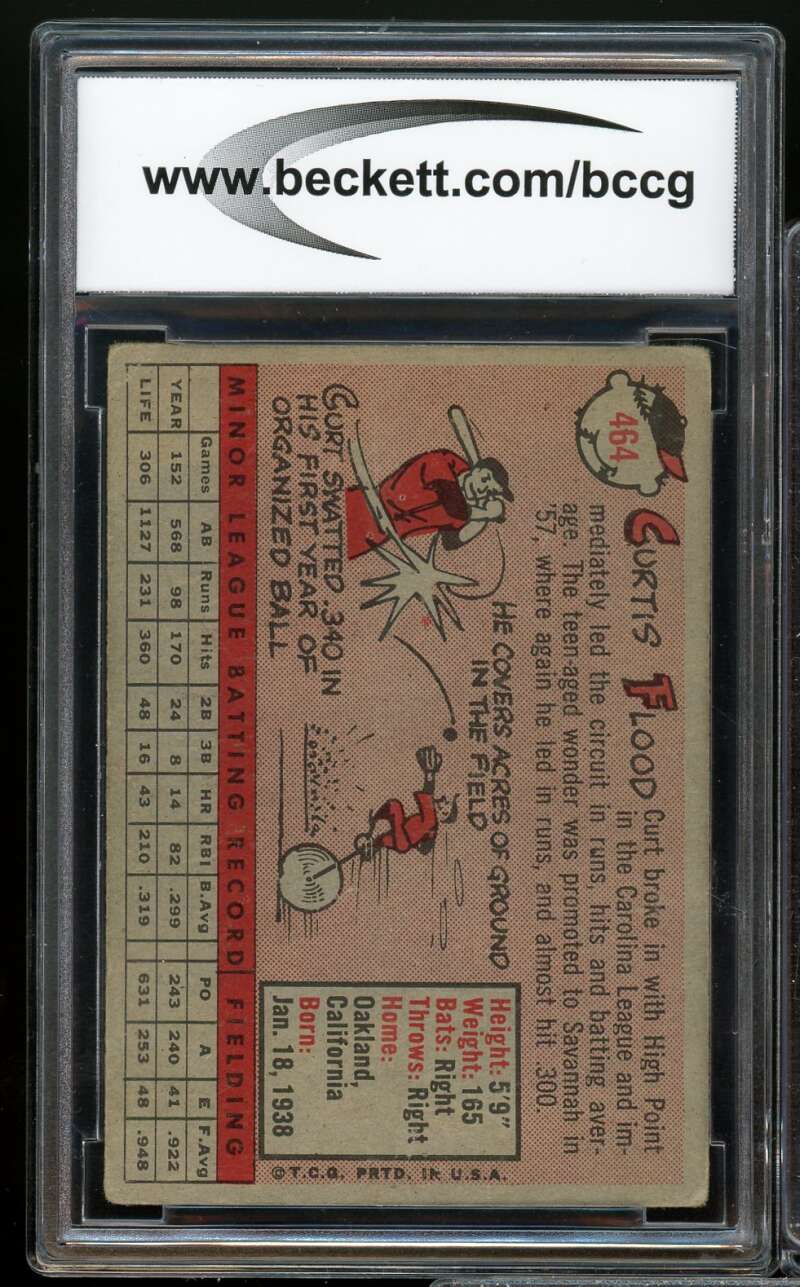 www.beckett.com/bccg
464
CURTIS FLOOD Curt broke in with High Point
in the Carolina League and im-
mediately led the circuit in runs, hits and batting aver-
age. The teen-aged wonder was promoted to Savannah in
'57, where again he led in runs, and almost hit 300.
HE COVERS ACRES OF GROUND
IN THE FIELD
CURT SWATTED .340 IN
HIS FIRST YEAR OF
ORGANIZED BALL
Height: 5'9"
Weight: 165
Bats: Right
Throws: Right
Home:
Oakland,
California
Born:
Jan. 18, 1938
© T.C.G. PRTD. IN U.S.A.
MINOR LEAGUE BATTING RECORD FIELDING
Games AB Runs Hits 2B 3B HR RBI B.Avg PO A E F.Avg
YEAR 152 568 98 170 24 8 14 82 .299 243 240 41 .922
LIFE 306 1127 231 360 48 16 43 210 .319 631 253 48 .948